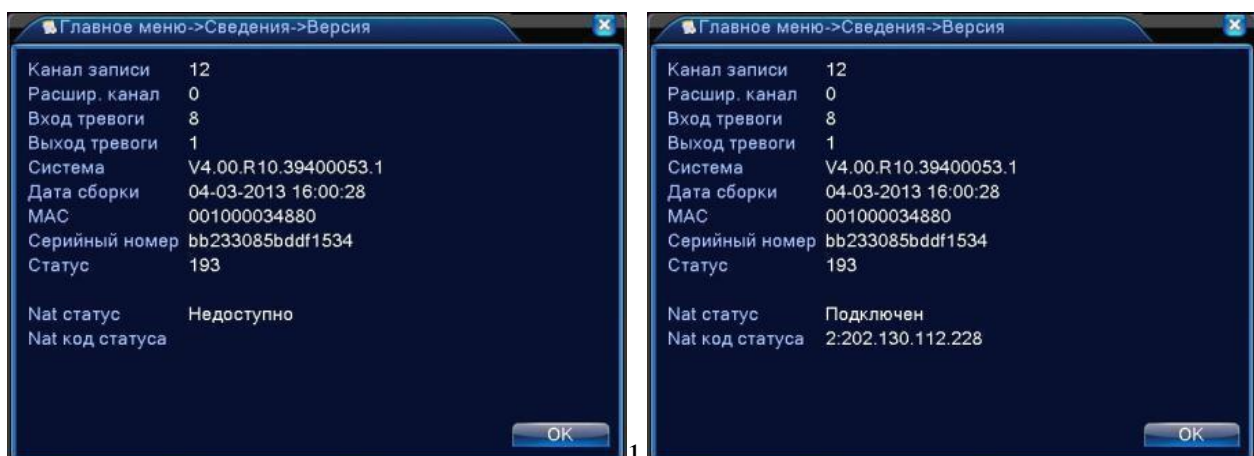 Главное меню->Сведения->Версия
Канал записи 12
Расшир. канал 0
Вход тревоги 8
Выход тревоги 1
Система V4.00.R10.39400053.1
Дата сборки 04-03-2013 16:00:28
MAC 001000034880
Серийный номер bb233085bddf1534
Статус 193
Nat статус Недоступно
Nat код статуса
OK
1
Главное меню->Сведения->Версия
Канал записи 12
Расшир. канал 0
Вход тревоги 8
Выход тревоги 1
Система V4.00.R10.39400053.1
Дата сборки 04-03-2013 16:00:28
MAC 001000034880
Серийный номер bb233085bddf1534
Статус 193
Nat статус Подключен
Nat код статуса 2:202.130.112.228
OK